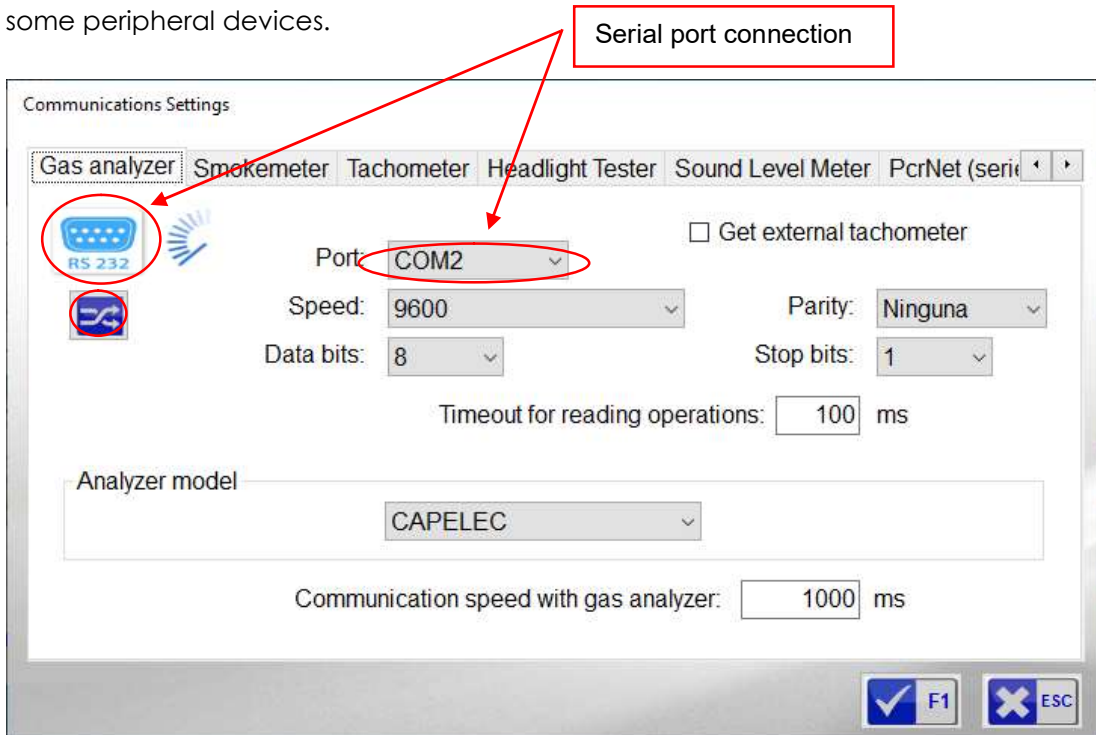 some peripheral devices.
Serial port connection
Communications Settings
Gas analyzer Smokemeter Tachometer Headlight Tester Sound Level Meter PcrNet (serie
RS 232
Get external tachometer
Port: COM2
Speed: 9600 Parity: Ninguna
Data bits: 8 Stop bits: 1
Timeout for reading operations: 100 ms
Analyzer model
CAPELEC
Communication speed with gas analyzer: 1000 ms
F1 ESC